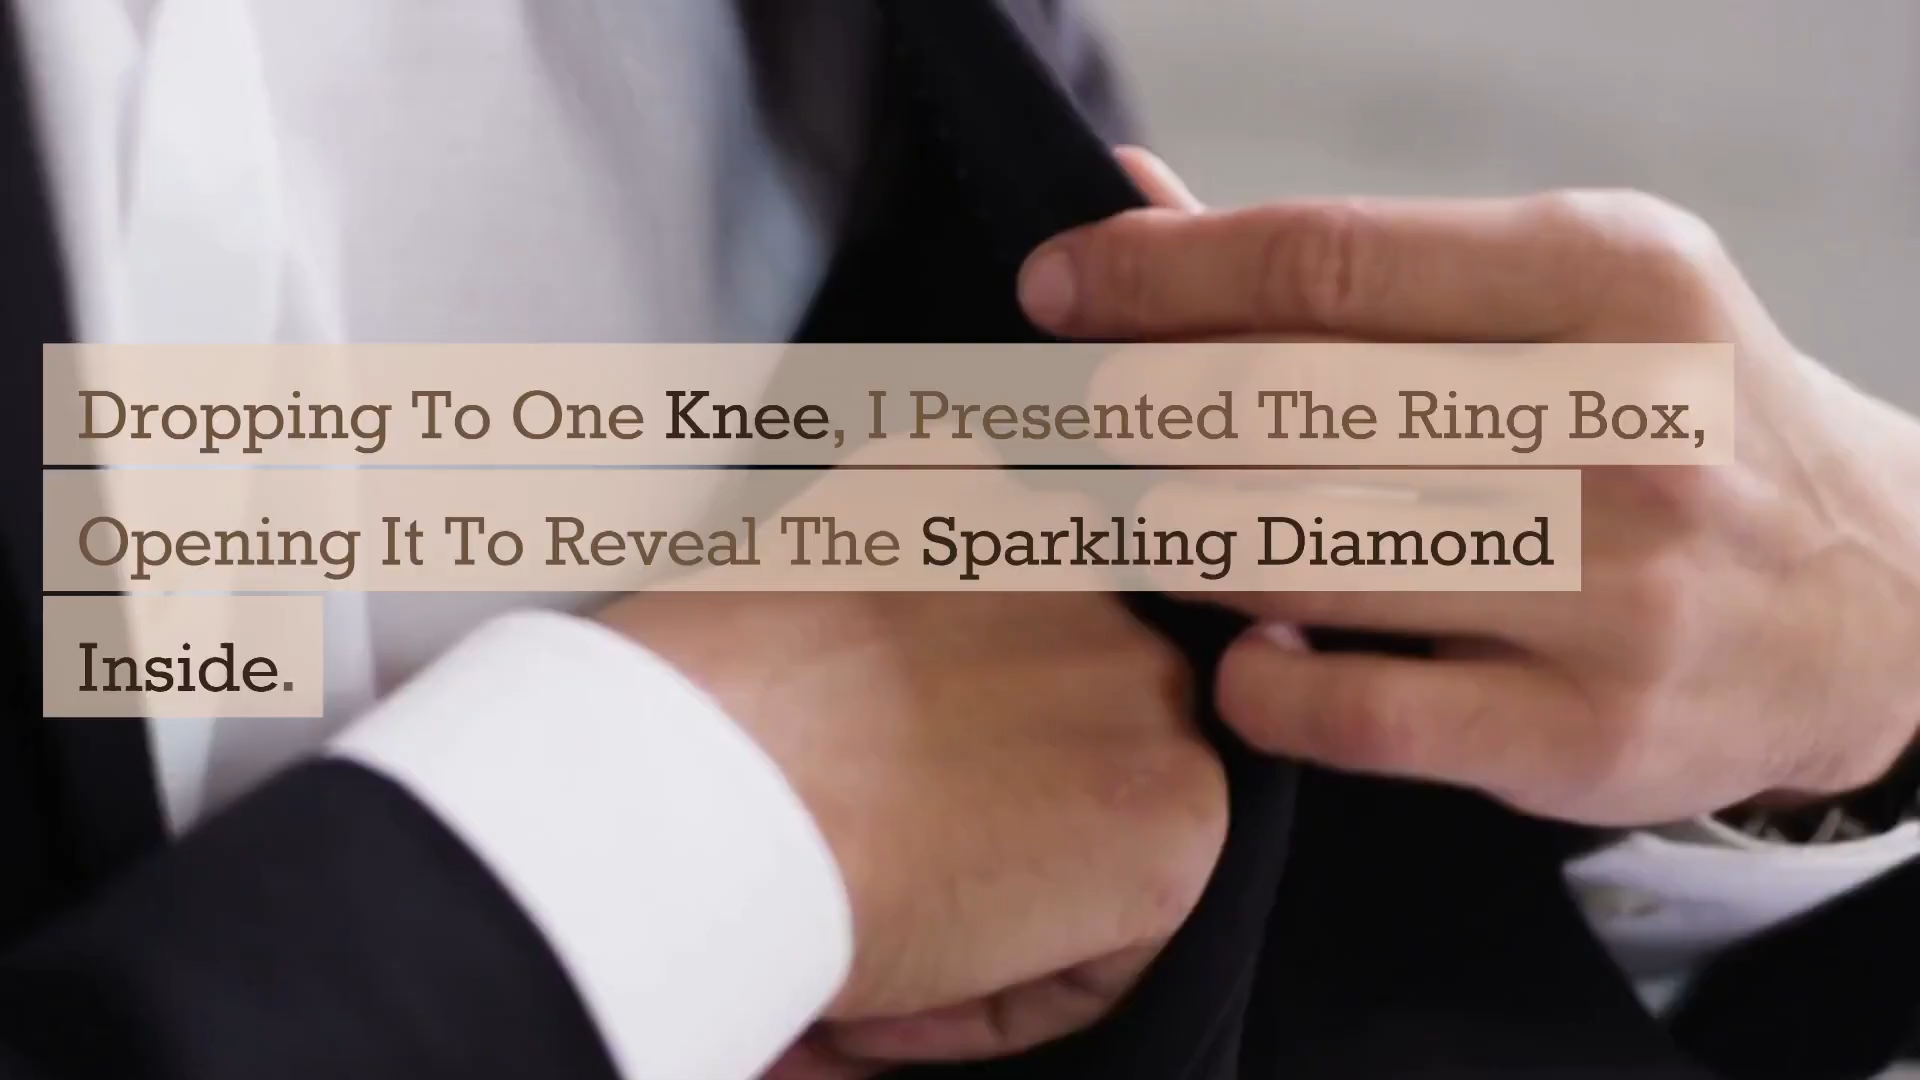 Dropping To One Knee, I Presented The Ring Box,
Opening It To Reveal The Sparkling Diamond
Inside.